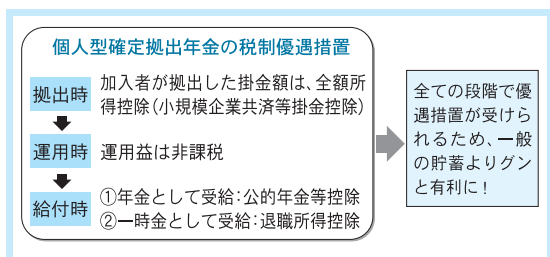 個人型確定拠出年金の税制優遇措置
拠出時
加入者が拠出した掛金額は、全額所
得控除(小規模企業共済等掛金控除)
運用時
運用益は非課税
給付時
①年金として受給:公的年金等控除
②一時金として受給:退職所得控除
全ての段階で優
遇措置が受けら
れるため、一般
の貯蓄よりグン
と有利に!